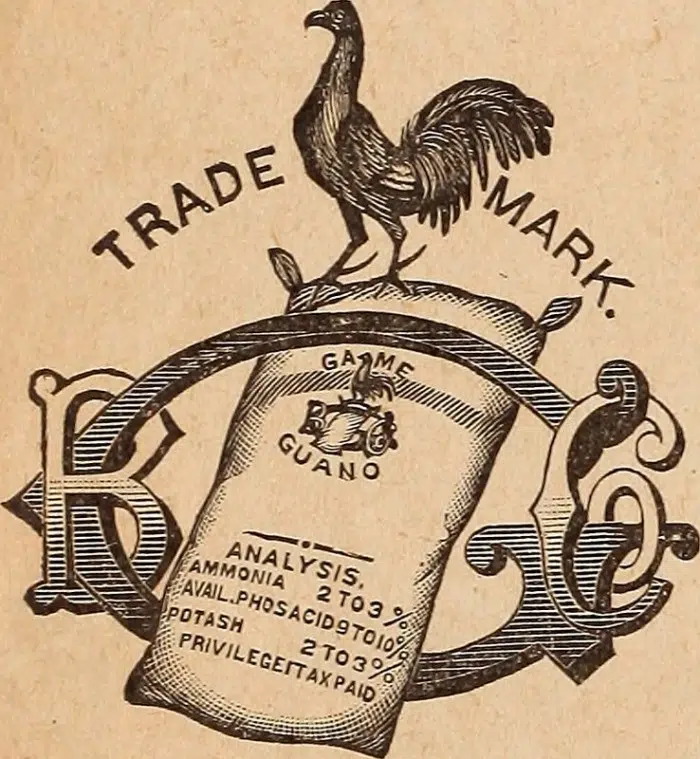 TRADE MARK.
GAME
GUANO
ANALYSIS.
AMMONIA 2 TO 3 %
AVAIL. PHOS ACID 9 TO 10 %
POTASH 2 TO 3 %
PRIVILEGE TAX PAID